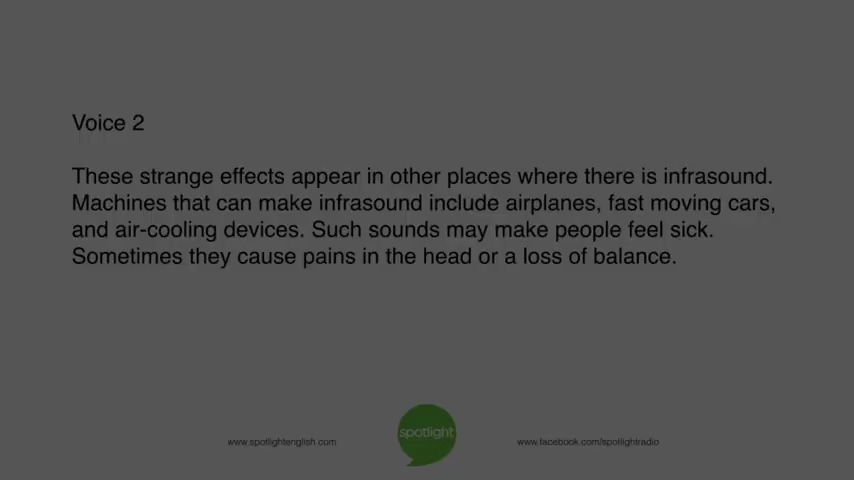 Voice 2
These strange effects appear in other places where there is infrasound.
Machines that can make infrasound include airplanes, fast moving cars,
and air-cooling devices. Such sounds may make people feel sick.
Sometimes they cause pains in the head or a loss of balance.
www.spotlightenglish.com
spotlight
www.facebook.com/spotlightradio